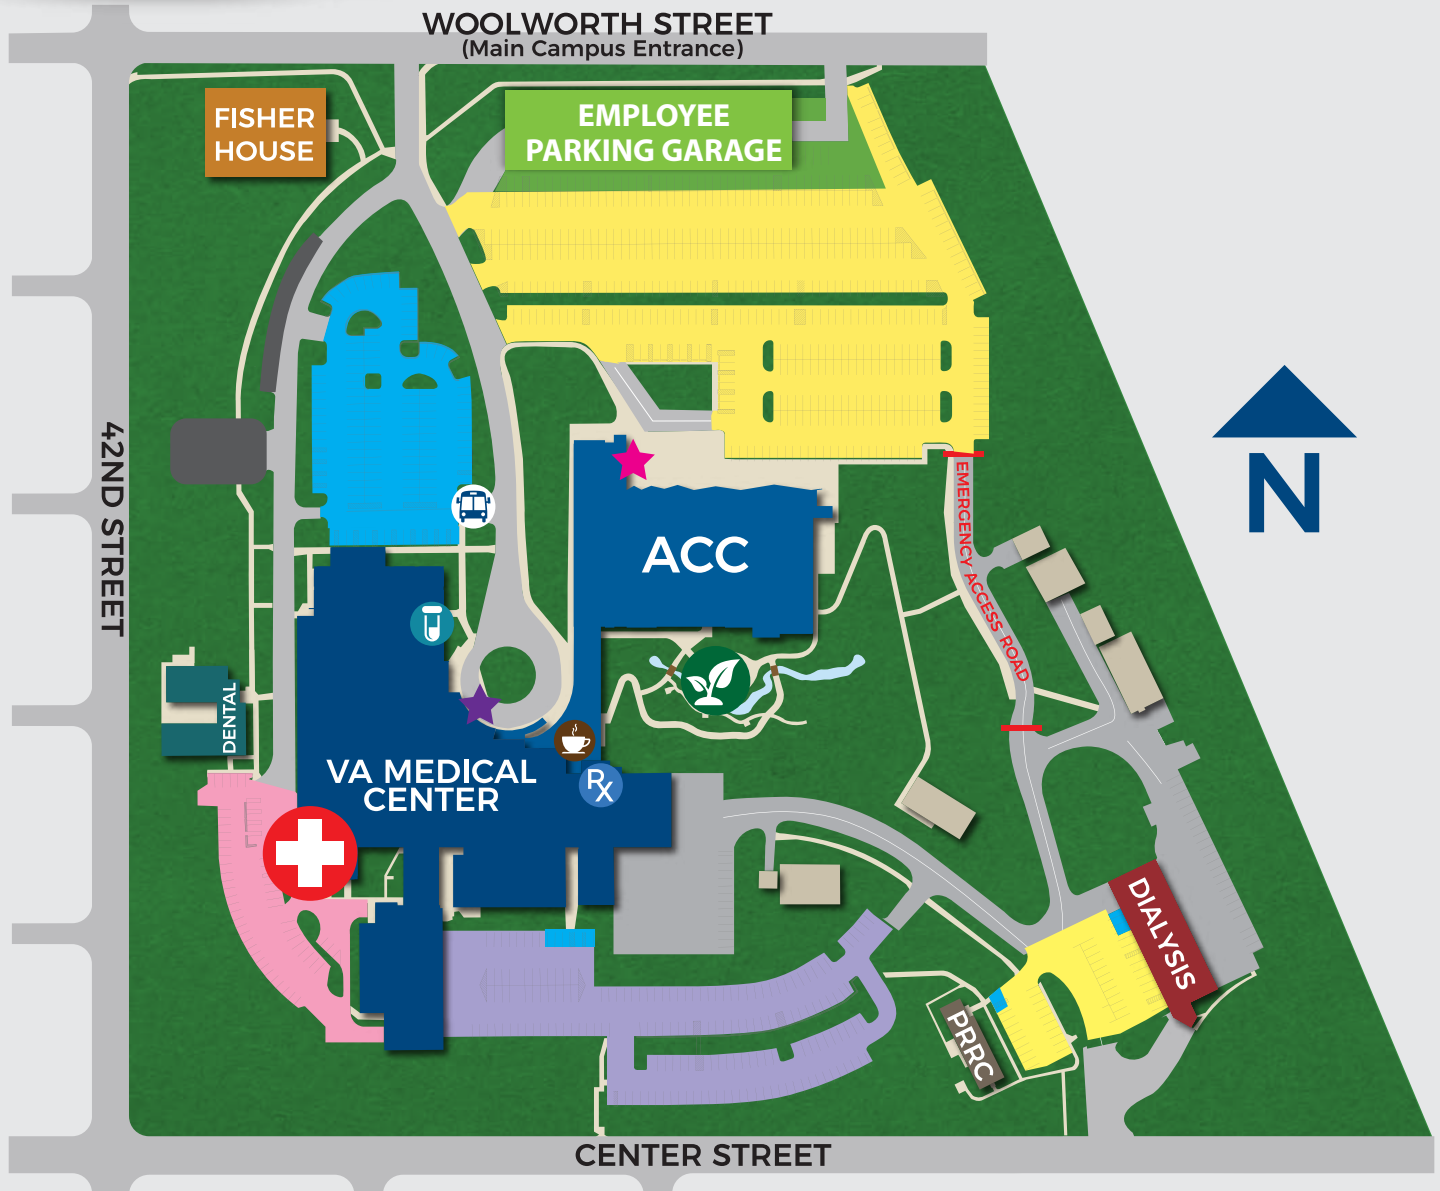 WOOLWORTH STREET
(Main Campus Entrance)
FISHER
HOUSE
EMPLOYEE
PARKING GARAGE
42ND STREET
EMERGENCY ACCESS ROAD
N
ACC
DENTAL
VA MEDICAL
CENTER
Rx
DIALYSIS
PRRC
CENTER STREET